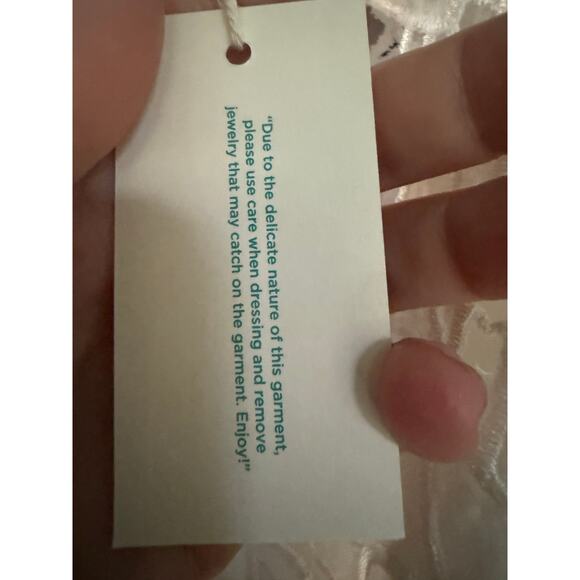 “Due to the delicate nature of this garment,
please use care when dressing and remove
jewelry that may catch on the garment. Enjoy!”